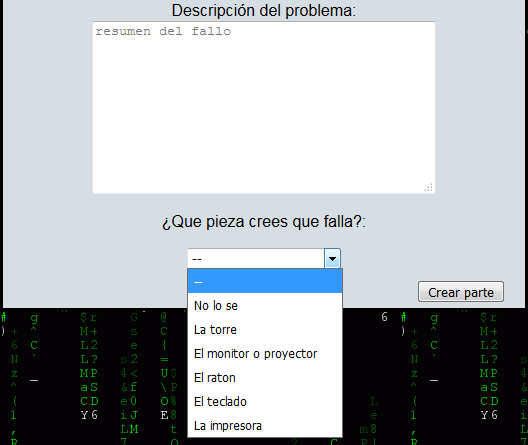 Descripción del problema:
resumen del fallo
¿Que pieza crees que falla?:
--
--
No lo se
La torre
El monitor o proyector
El raton
El teclado
La impresora
Crear parte